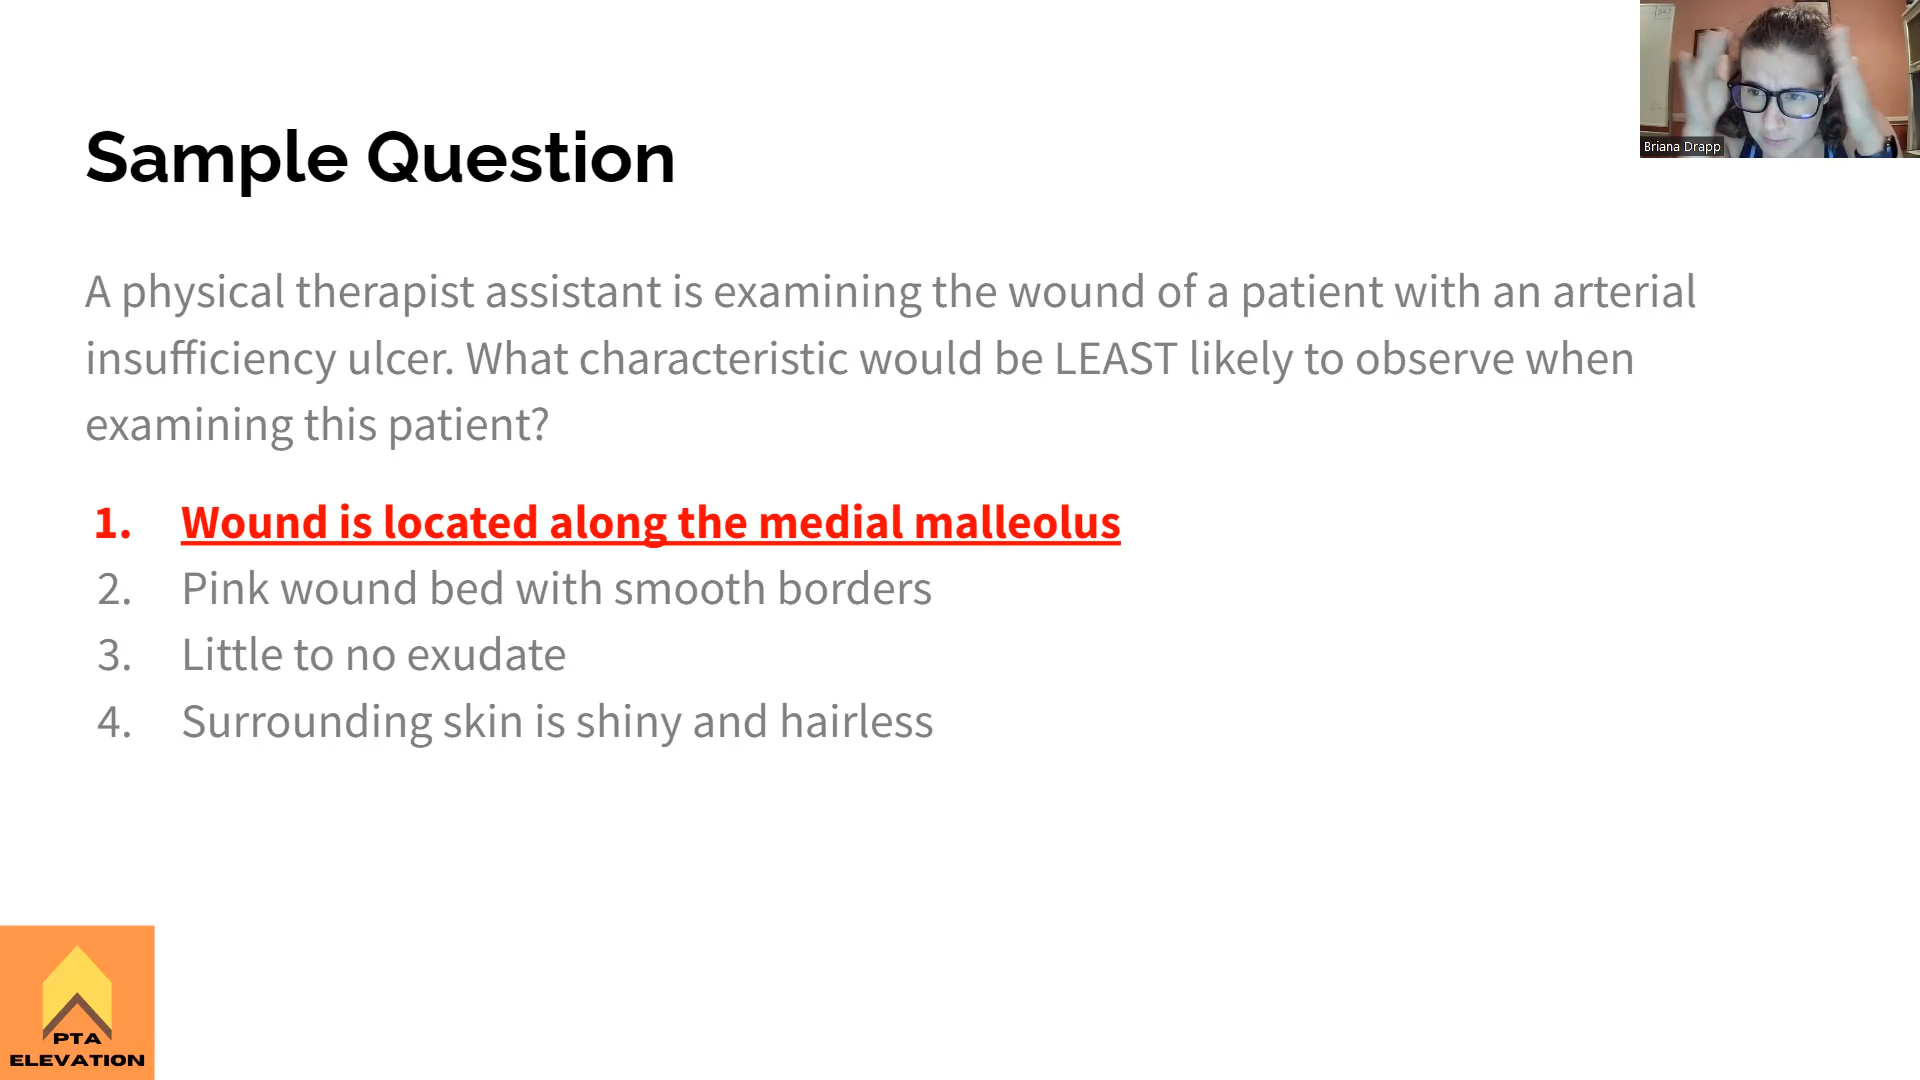 Sample Question
Briana Drapp
A physical therapist assistant is examining the wound of a patient with an arterial
insufficiency ulcer. What characteristic would be LEAST likely to observe when
examining this patient?
1. Wound is located along the medial malleolus
2. Pink wound bed with smooth borders
3. Little to no exudate
4. Surrounding skin is shiny and hairless
PTA
ELEVATION